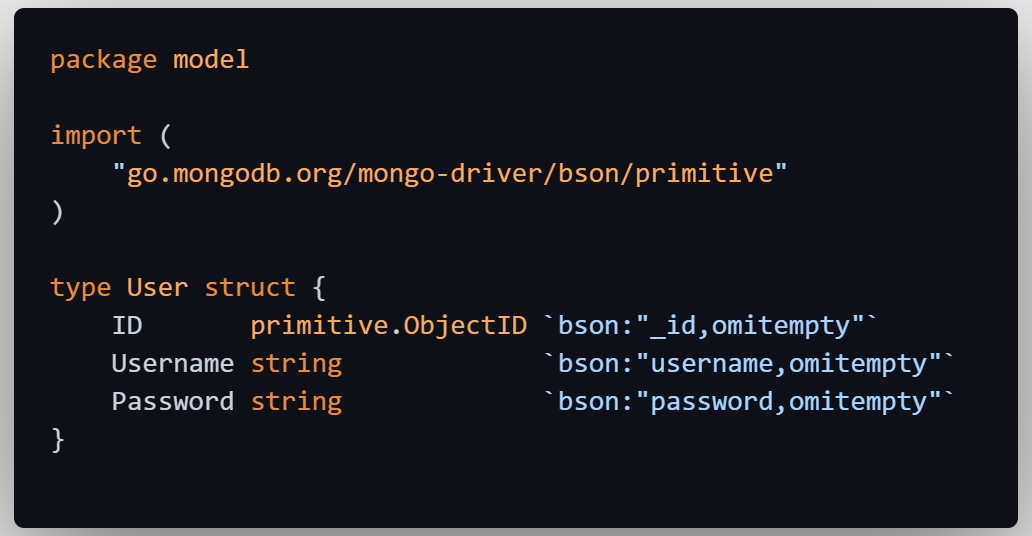 package model
import (
    "go.mongodb.org/mongo-driver/bson/primitive"
)
type User struct {
    ID       primitive.ObjectID `bson:"_id,omitempty"`
    Username string             `bson:"username,omitempty"`
    Password string             `bson:"password,omitempty"`
}